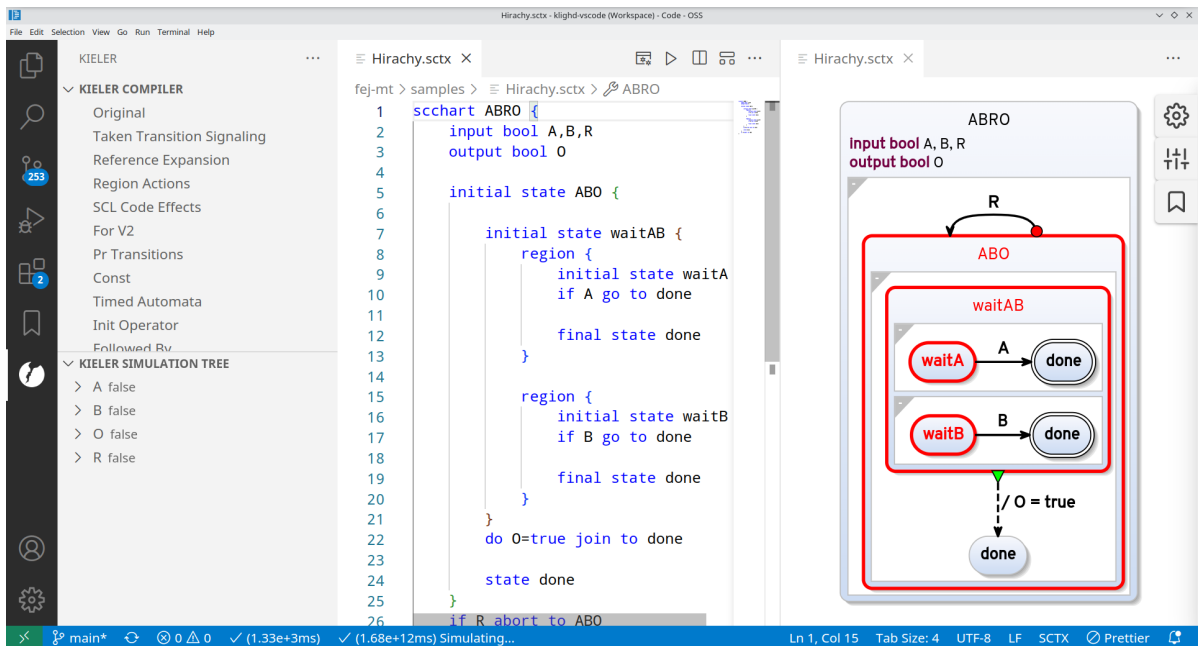 Hirachy.sctx - klighd-vscode (Workspace) - Code - OSS
File Edit Selection View Go Run Terminal Help
KIELER
KIELER COMPILER
Original
Taken Transition Signaling
Reference Expansion
Region Actions
SCL Code Effects
For V2
Pr Transitions
Const
Timed Automata
Init Operator
Followed By
KIELER SIMULATION TREE
A false
B false
O false
R false
253
2
Hirachy.sctx
fej-mt > samples > Hirachy.sctx > ABRO
1 scchart ABRO {
2 input bool A,B,R
3 output bool O
4
5 initial state ABO {
6
7 initial state waitAB {
8 region {
9 initial state waitA
10 if A go to done
11
12 final state done
13 }
14
15 region {
16 initial state waitB
17 if B go to done
18
19 final state done
20 }
21 }
22 do O=true join to done
23
24 state done
25 }
26 if R abort to ABO
Hirachy.sctx
ABRO
input bool A, B, R
output bool O
R
ABO
waitAB
waitA A done
waitB B done
/ O = true
done
main* 0 0 (1.33e+3ms) (1.68e+12ms) Simulating... Ln 1, Col 15 Tab Size: 4 UTF-8 LF SCTX Prettier